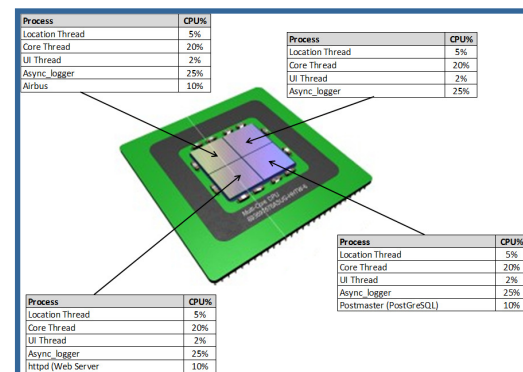 Process CPU%
Location Thread 5%
Core Thread 20%
UI Thread 2%
Async_logger 25%
Airbus 10%
Process CPU%
Location Thread 5%
Core Thread 20%
UI Thread 2%
Async_logger 25%
Multi-Core CPU
Process CPU%
Location Thread 5%
Core Thread 20%
UI Thread 2%
Async_logger 25%
Postmaster (PostGreSQL) 10%
Process CPU%
Location Thread 5%
Core Thread 20%
UI Thread 2%
Async_logger 25%
httpd (Web Server 10%